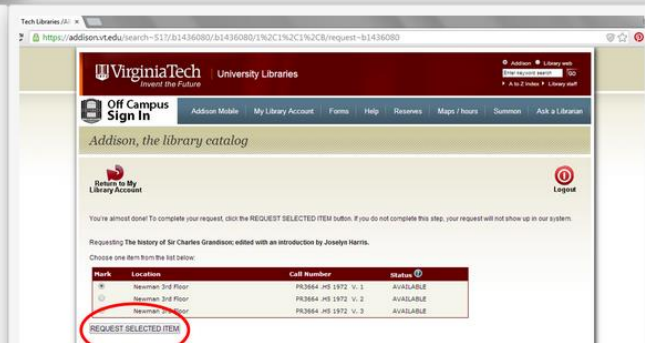 Tech Libraries /Al
https://addison.vt.edu/search~S1?/.b1436080/.b1436080/1%2C1%2C1%2CB/request~b1436080
VirginiaTech
Invent the Future
University Libraries
Addison Library web
Enter keyword search GO
A to Z Index Library staff
Off Campus
Sign In
Addison Mobile My Library Account Forms Help Reserves Maps / hours Summon Ask a Librarian
Addison, the library catalog
Return to My
Library Account
Logout
You're almost done! To complete your request, click the REQUEST SELECTED ITEM button. If you do not complete this step, your request will not show up in our system.
Requesting The history of Sir Charles Grandison; edited with an introduction by Joselyn Harris.
Choose one item from the list below:
Mark Location Call Number Status
Newman 3rd Floor PR3664 .H5 1972 V. 1 AVAILABLE
Newman 3rd Floor PR3664 .H5 1972 V. 2 AVAILABLE
Newman 3rd Floor PR3664 .H5 1972 V. 3 AVAILABLE
REQUEST SELECTED ITEM